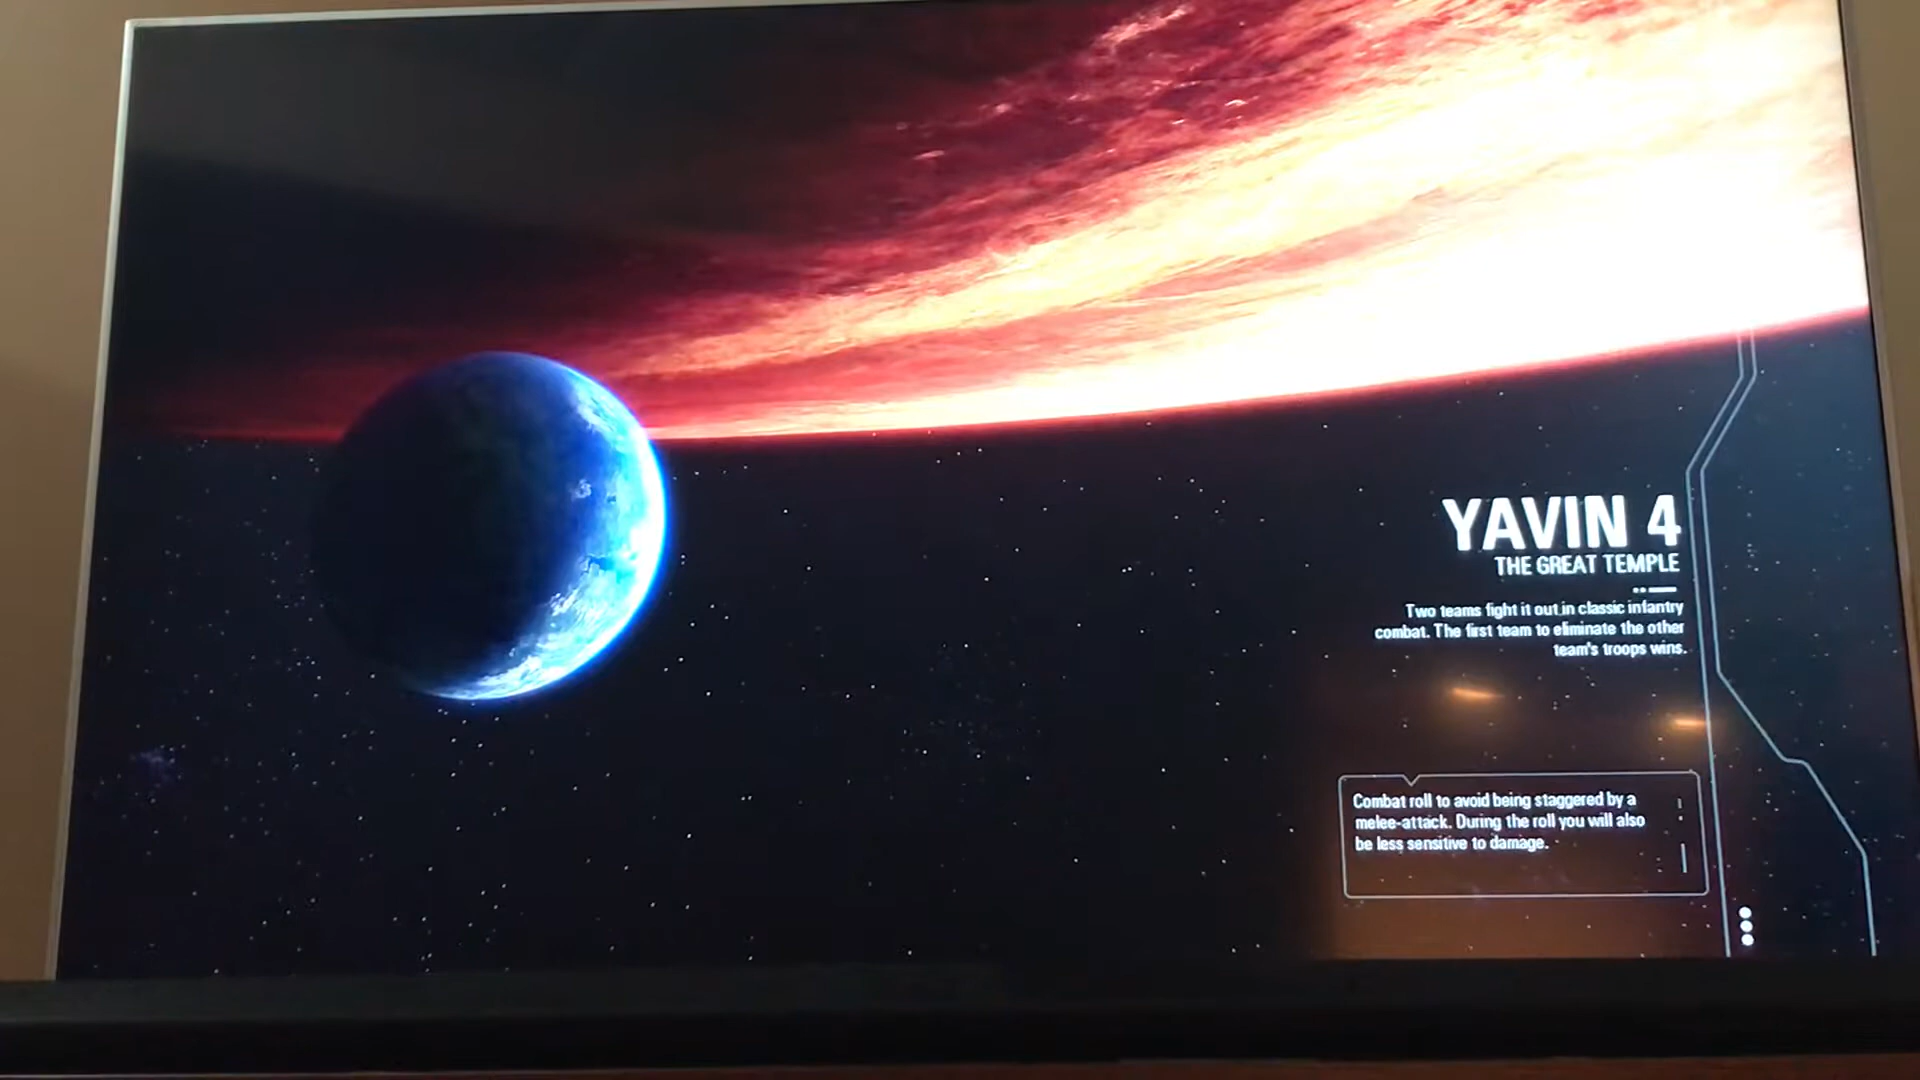 YAVIN 4
THE GREAT TEMPLE
Two teams fight it out in classic infantry
combat. The first team to eliminate the other
team's troops wins.
Combat roll to avoid being staggered by a
melee-attack. During the roll you will also
be less sensitive to damage.